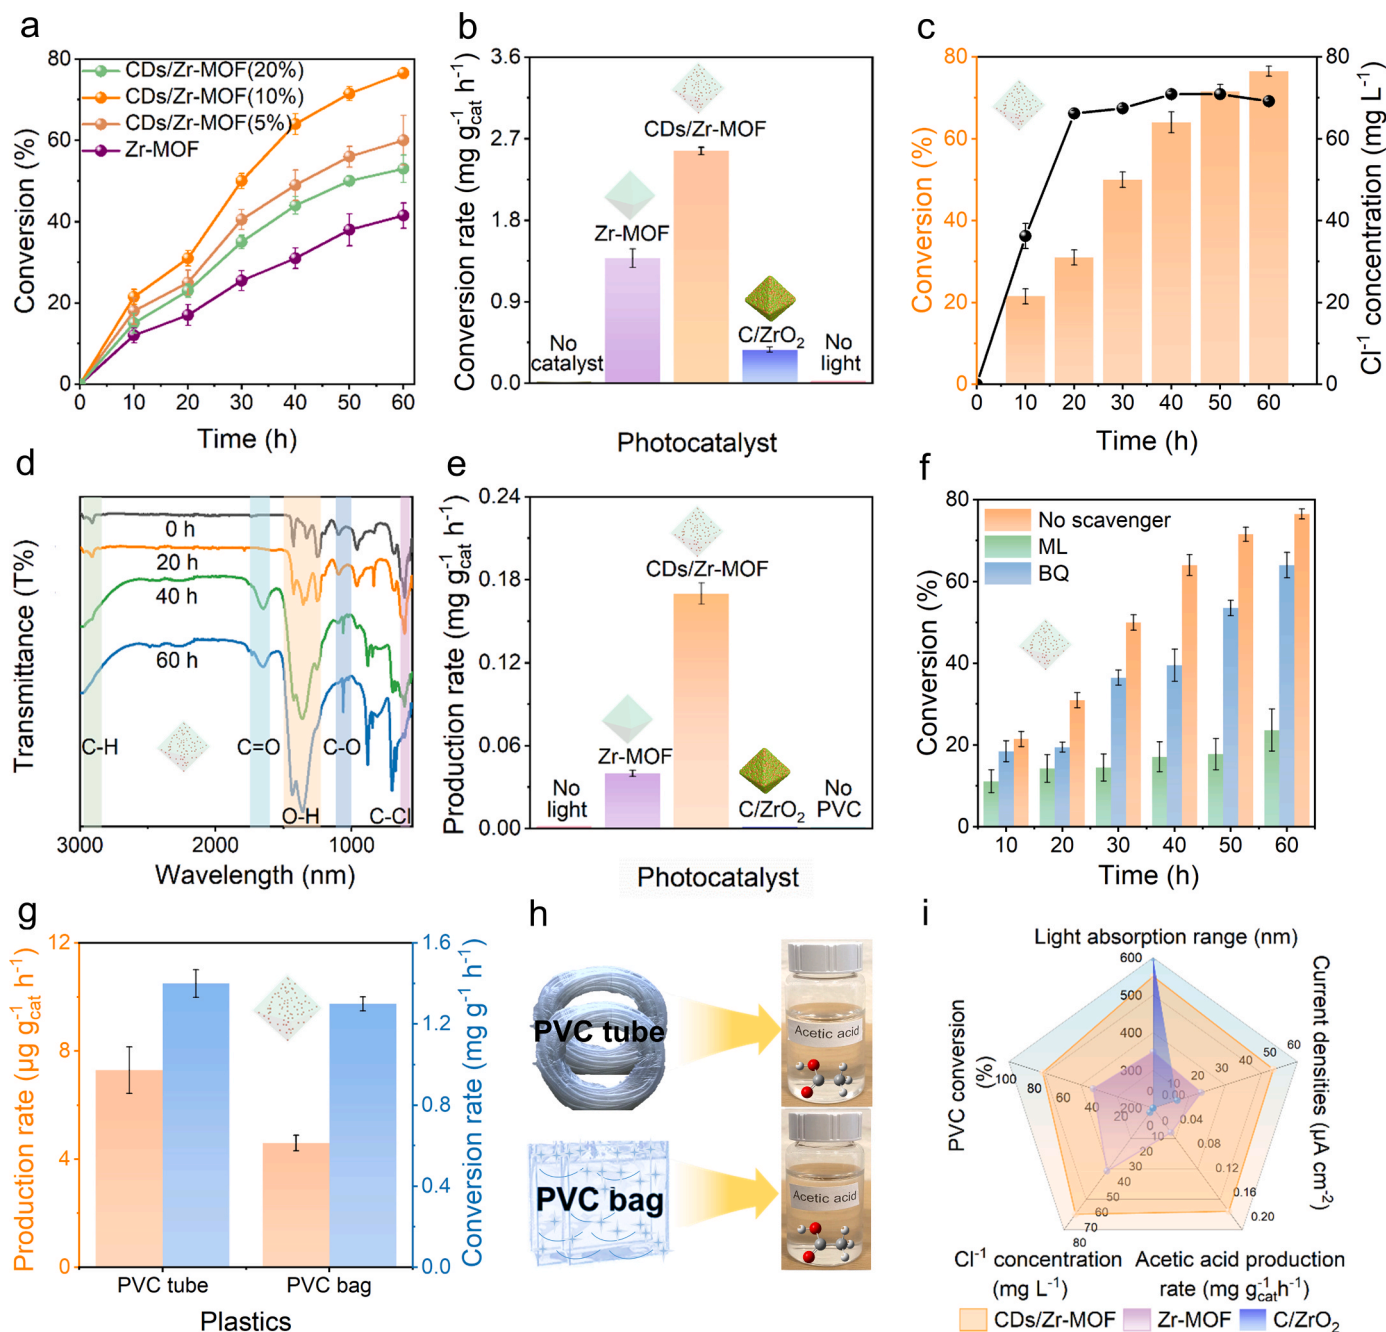 a
CDs/Zr-MOF(20%)
CDs/Zr-MOF(10%)
CDs/Zr-MOF(5%)
Zr-MOF
Conversion (%)
80
60
40
20
0
0 10 20 30 40 50 60
Time (h)
b
Conversion rate (mg g⁻¹cat h⁻¹)
3.6
2.7
1.8
0.9
0.0
No catalyst
Zr-MOF
CDs/Zr-MOF
C/ZrO₂
No light
Photocatalyst
c
Conversion (%)
80
60
40
20
0
80
60
40
20
0
Cl⁻¹ concentration (mg L⁻¹)
0 10 20 30 40 50 60
Time (h)
d
Transmittance (T%)
0 h
20 h
40 h
60 h
C-H
C=O
O-H
C-O
C-Cl
3000 2000 1000
Wavelength (nm)
e
Production rate (mg g⁻¹cat h⁻¹)
0.24
0.18
0.12
0.06
0.00
No light
Zr-MOF
CDs/Zr-MOF
C/ZrO₂
No PVC
Photocatalyst
f
Conversion (%)
80
60
40
20
0
No scavenger
ML
BQ
10 20 30 40 50 60
Time (h)
g
Production rate (μg g⁻¹cat h⁻¹)
12
8
4
0
1.6
1.2
0.8
0.4
0.0
Conversion rate (mg g⁻¹ h⁻¹)
PVC tube PVC bag
Plastics
h
PVC tube
Acetic acid
PVC bag
Acetic acid
i
Light absorption range (nm)
600
500
400
300
200
Current densities (μA cm⁻²)
0 10 20 40 50 60
PVC conversion (%)
100 80 60 40 20 0
0.00 0.04 0.08 0.12 0.16 0.20
0 10 30 40 50 60 70 80
Cl⁻¹ concentration (mg L⁻¹)
Acetic acid production rate (mg g⁻¹cat h⁻¹)
CDs/Zr-MOF
Zr-MOF
C/ZrO₂